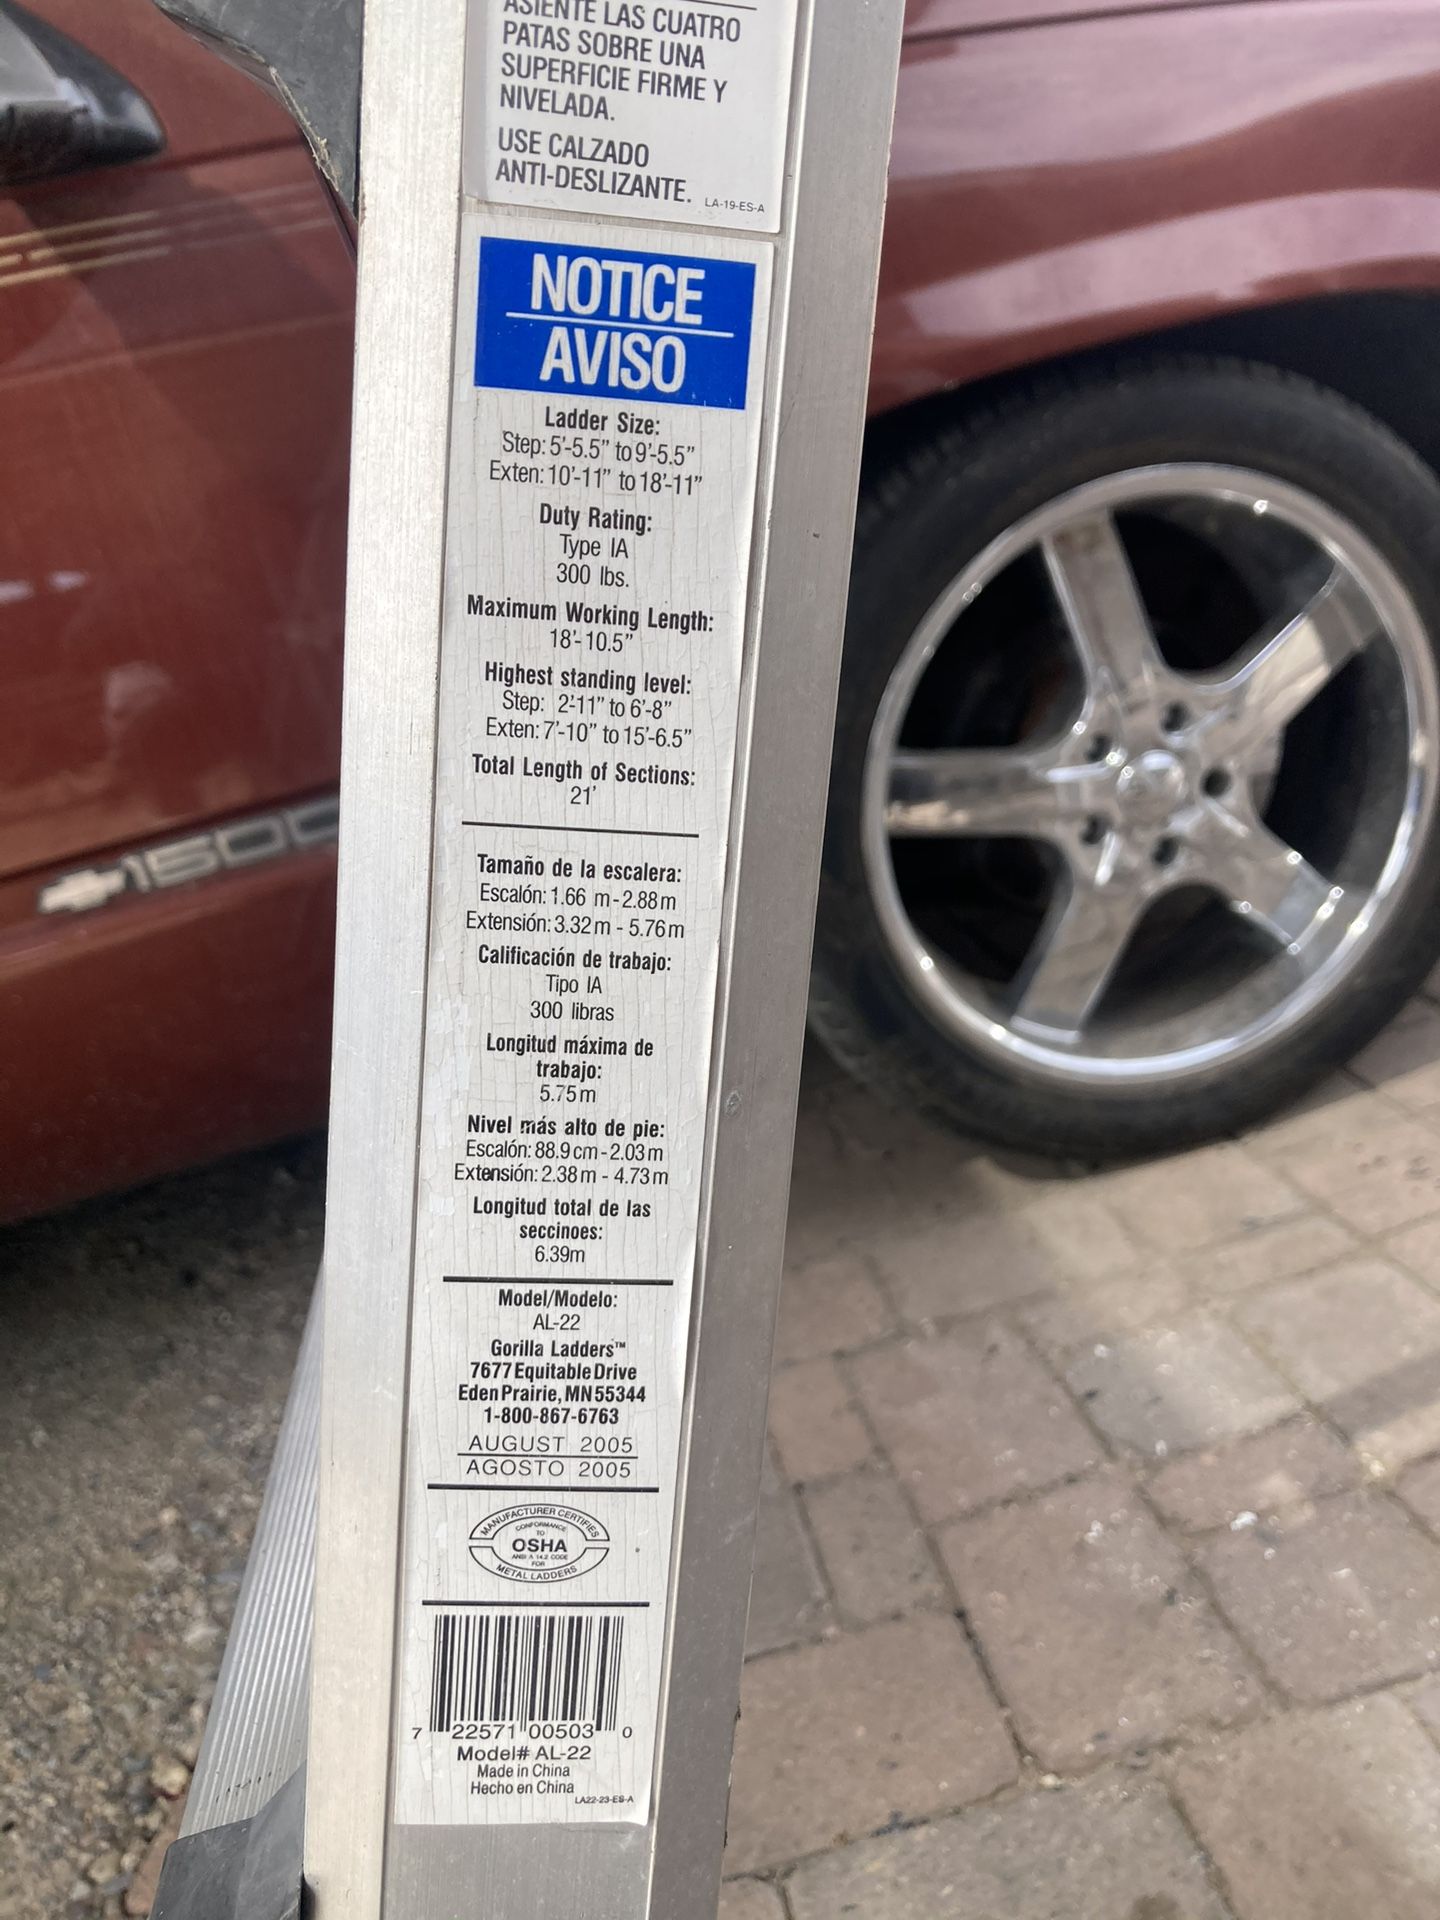 ASIENTE LAS CUATRO
PATAS SOBRE UNA
SUPERFICIE FIRME Y
NIVELADA.
USE CALZADO
ANTI-DESLIZANTE.
LA-19-ES-A
NOTICE
AVISO
Ladder Size:
Step: 5'-5.5" to 9'-5.5"
Exten: 10'-11" to 18'-11"
Duty Rating:
Type IA
300 lbs.
Maximum Working Length:
18'-10.5"
Highest standing level:
Step: 2'-11" to 6'-8"
Exten: 7'-10" to 15'-6.5"
Total Length of Sections:
21'
Tamaño de la escalera:
Escalón: 1.66 m - 2.88 m
Extensión: 3.32 m - 5.76 m
Calificación de trabajo:
Tipo IA
300 libras
Longitud máxima de
trabajo:
5.75 m
Nivel más alto de pie:
Escalón: 88.9 cm - 2.03 m
Extensión: 2.38 m - 4.73 m
Longitud total de las
seccinoes:
6.39m
Model/Modelo:
AL-22
Gorilla Ladders™
7677 Equitable Drive
Eden Prairie, MN 55344
1-800-867-6763
AUGUST 2005
AGOSTO 2005
MANUFACTURER CERTIFIES
CONFORMANCE
TO
OSHA
ANSI A 14.2 CODE
FOR
METAL LADDERS
7 22571 00503 0
Model# AL-22
Made in China
Hecho en China
LA22-23-ES-A
1500